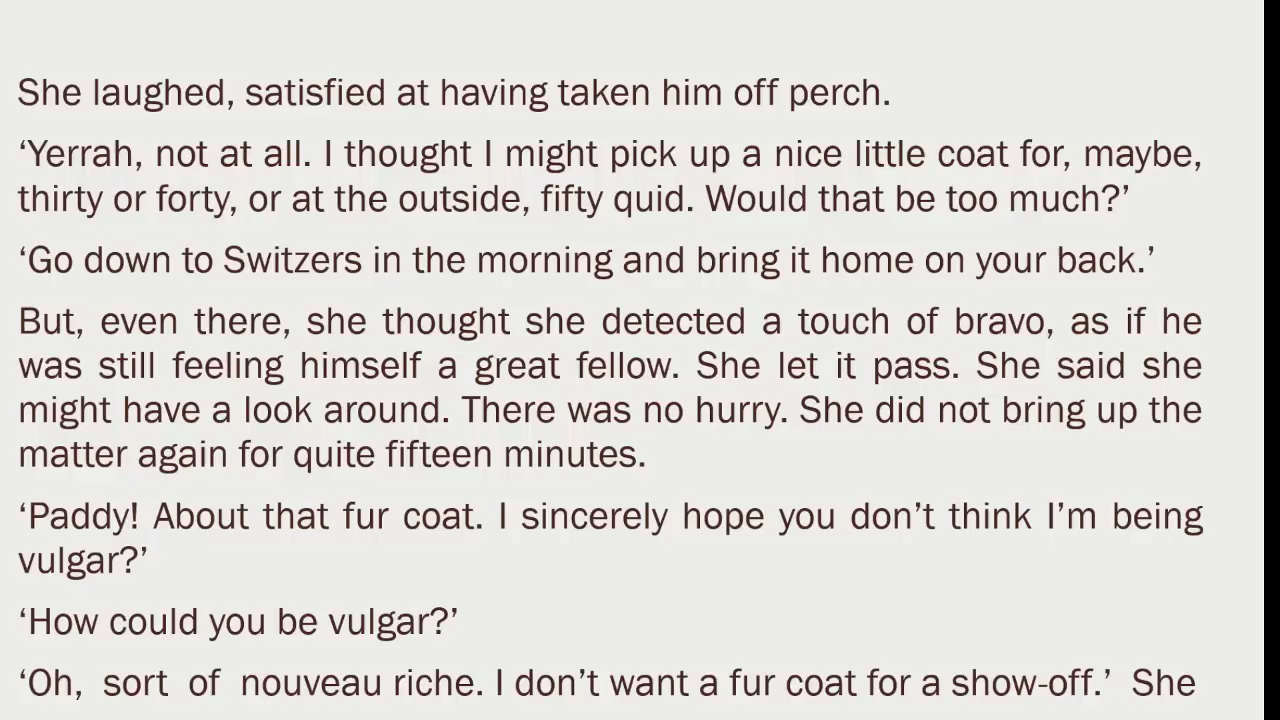 She laughed, satisfied at having taken him off perch.
‘Yerrah, not at all. I thought I might pick up a nice little coat for, maybe,
thirty or forty, or at the outside, fifty quid. Would that be too much?’
‘Go down to Switzers in the morning and bring it home on your back.’
But, even there, she thought she detected a touch of bravo, as if he
was still feeling himself a great fellow. She let it pass. She said she
might have a look around. There was no hurry. She did not bring up the
matter again for quite fifteen minutes.
‘Paddy! About that fur coat. I sincerely hope you don’t think I’m being
vulgar?’
‘How could you be vulgar?’
‘Oh, sort of nouveau riche. I don’t want a fur coat for a show-off.’ She